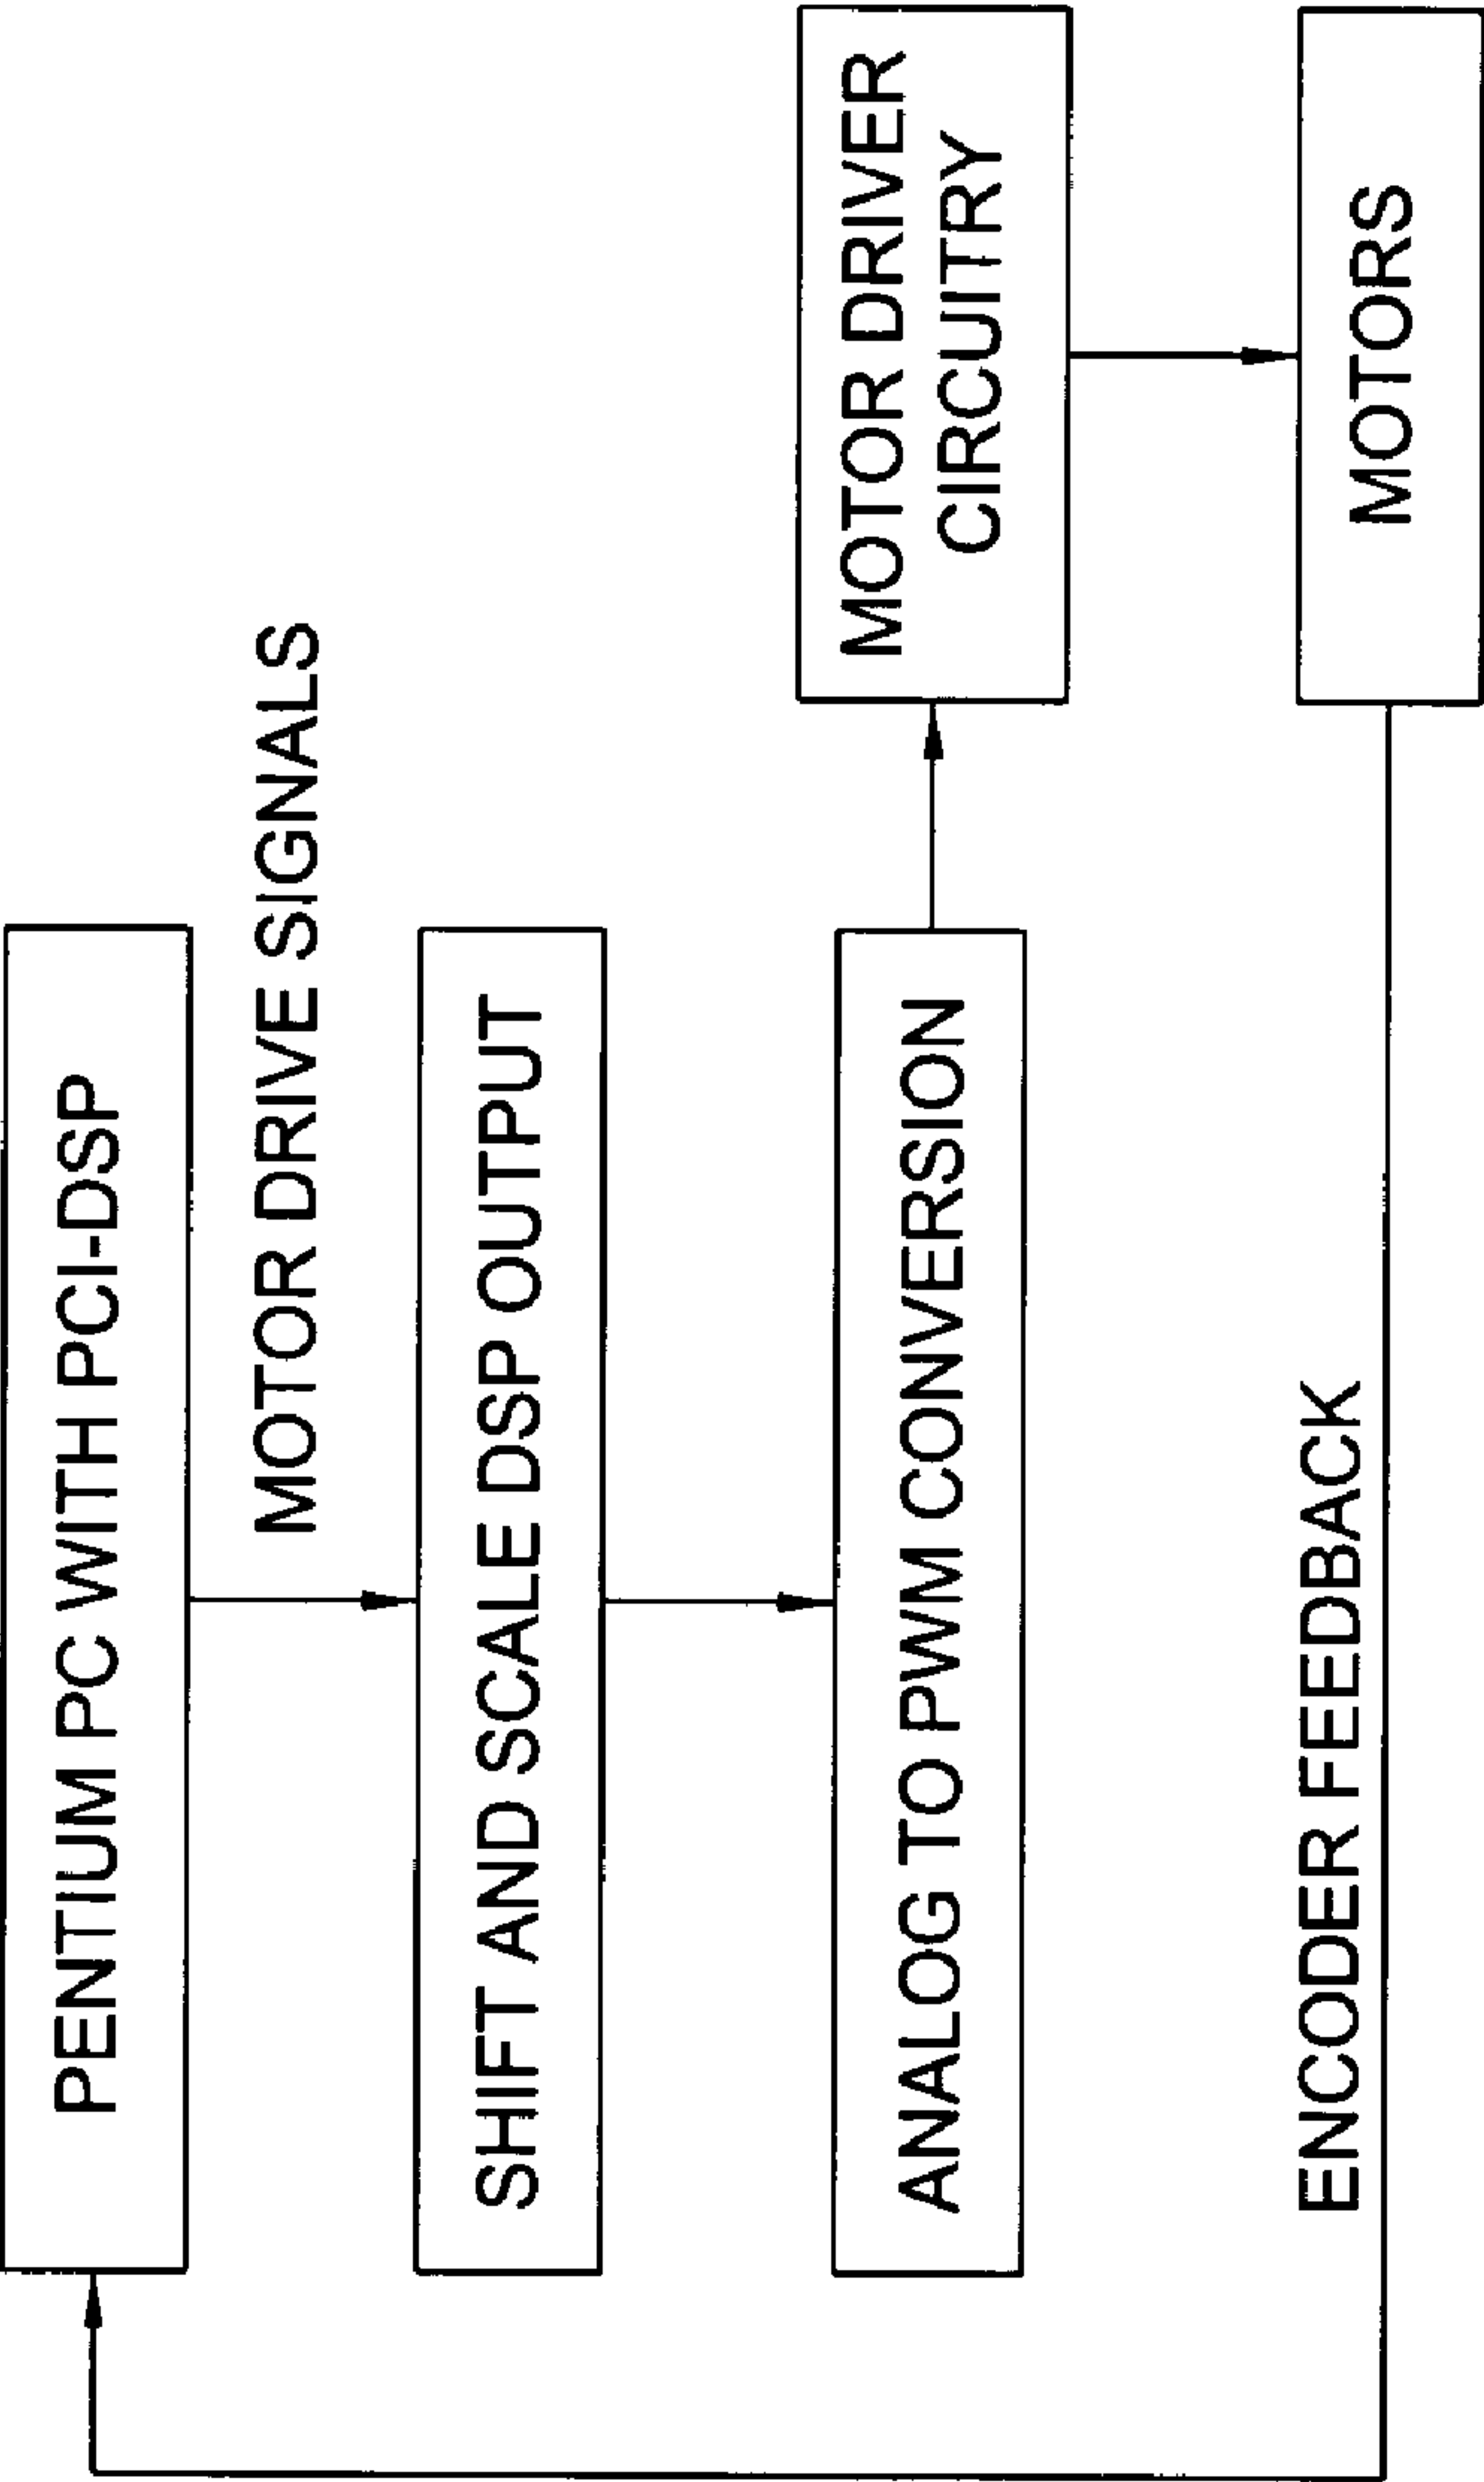 PENTIUM PC WITH PCI-DSP
MOTOR DRIVE SIGNALS
SHIFT AND SCALE DSP OUTPUT
ANALOG TO PWM CONVERSION
MOTOR DRIVER
CIRCUITRY
ENCODER FEEDBACK
MOTORS